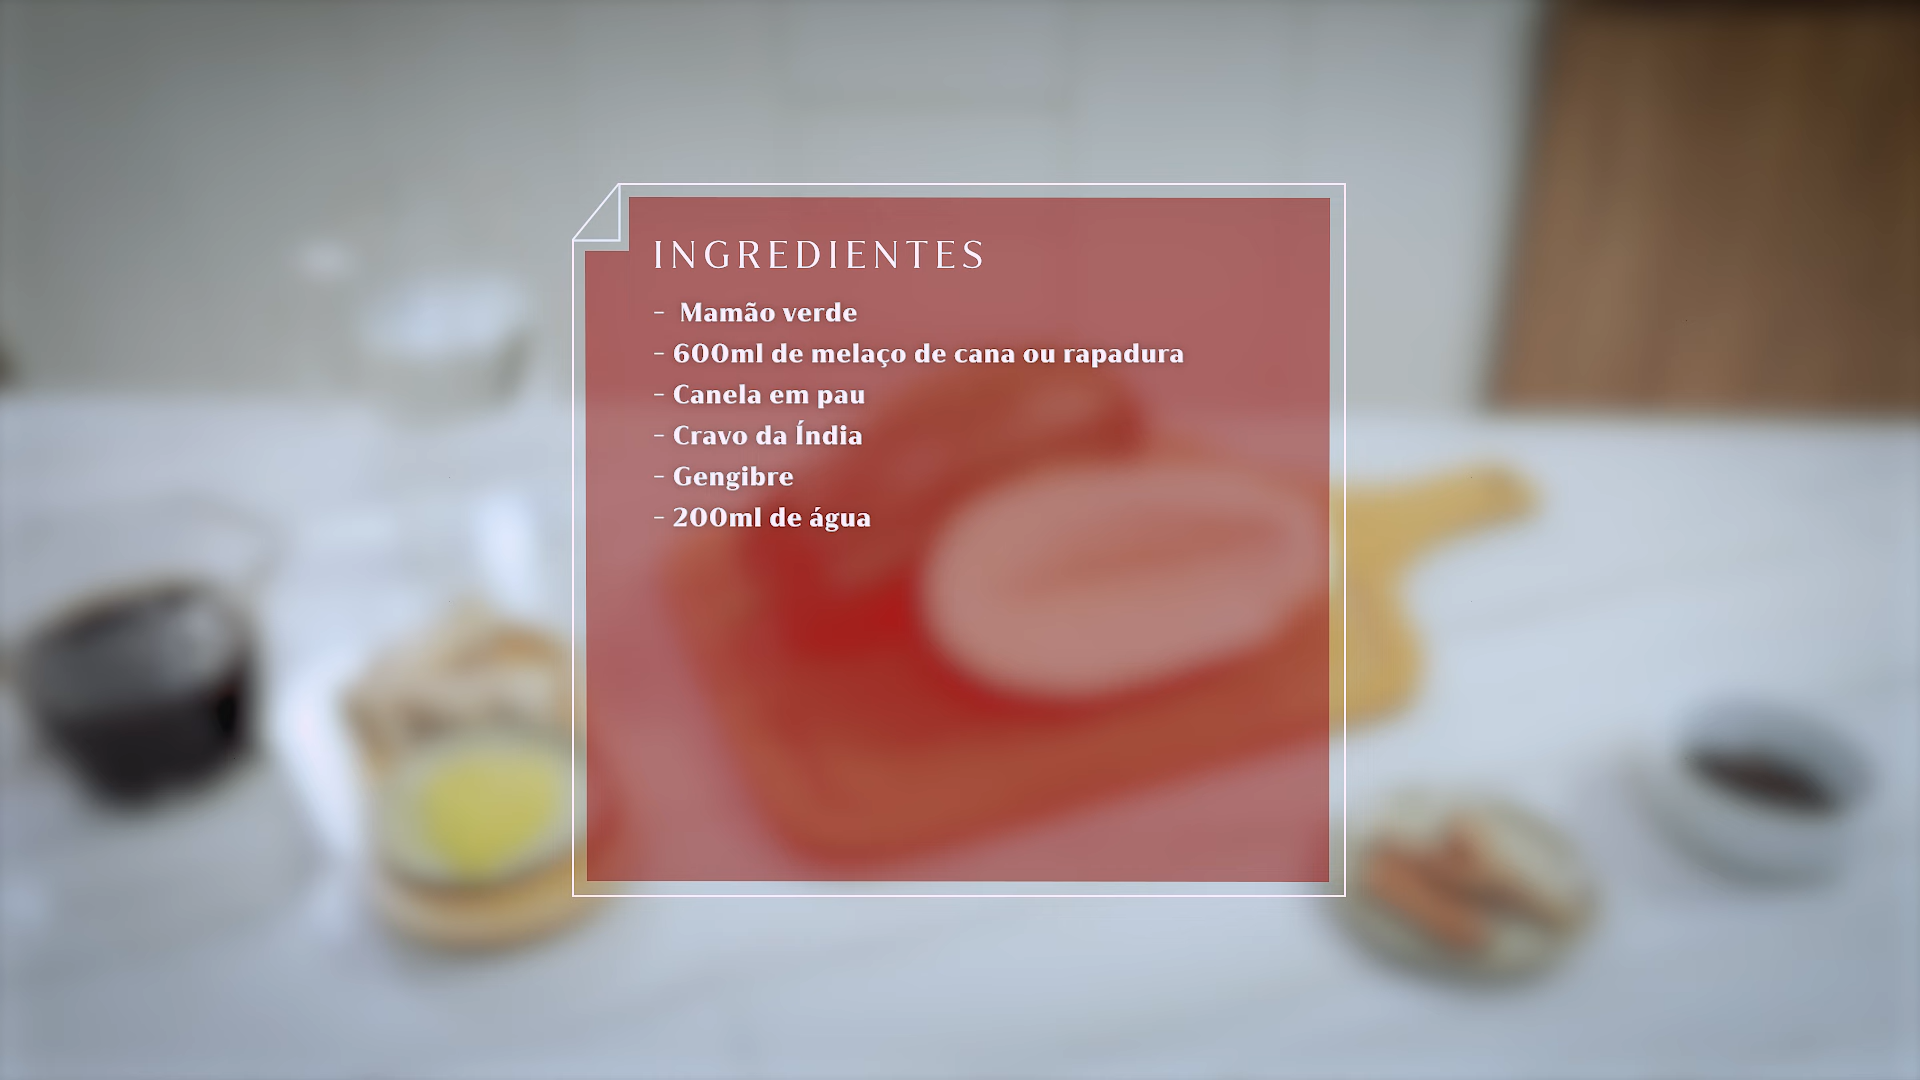 INGREDIENTES
- Mamão verde
- 600ml de melaço de cana ou rapadura
- Canela em pau
- Cravo da Índia
- Gengibre
- 200ml de água